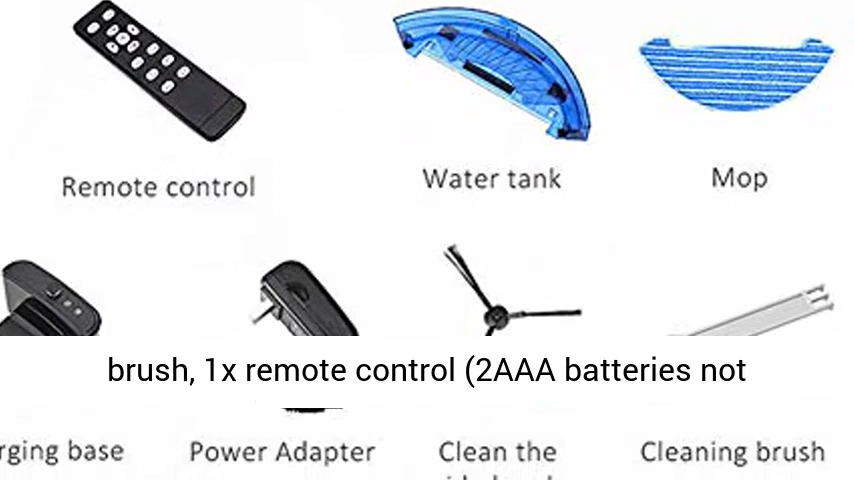 Remote control
Water tank
Mop
brush, 1x remote control (2AAA batteries not
rging base
Power Adapter
Clean the
Cleaning brush